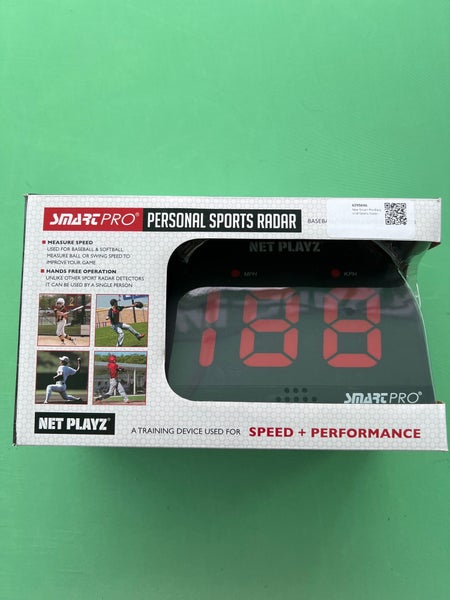 SMARTPRO® PERSONAL SPORTS RADAR BASEBA
MEASURE SPEED
USED FOR BASEBALL & SOFTBALL.
MEASURE BALL OR SWING SPEED TO
IMPROVE YOUR GAME
HANDS FREE OPERATION
UNLIKE OTHER SPORT RADAR DETECTORS
IT CAN BE USED BY A SINGLE PERSON
NET PLAYZ
MPH KPH
188
SMARTPRO®
NET PLAYZ®
A TRAINING DEVICE USED FOR SPEED + PERFORMANCE